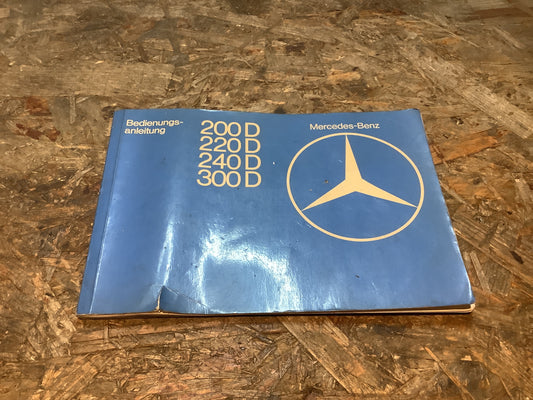 Bedienungs-
anleitung
200 D
220 D
240 D
300 D
Mercedes-Benz